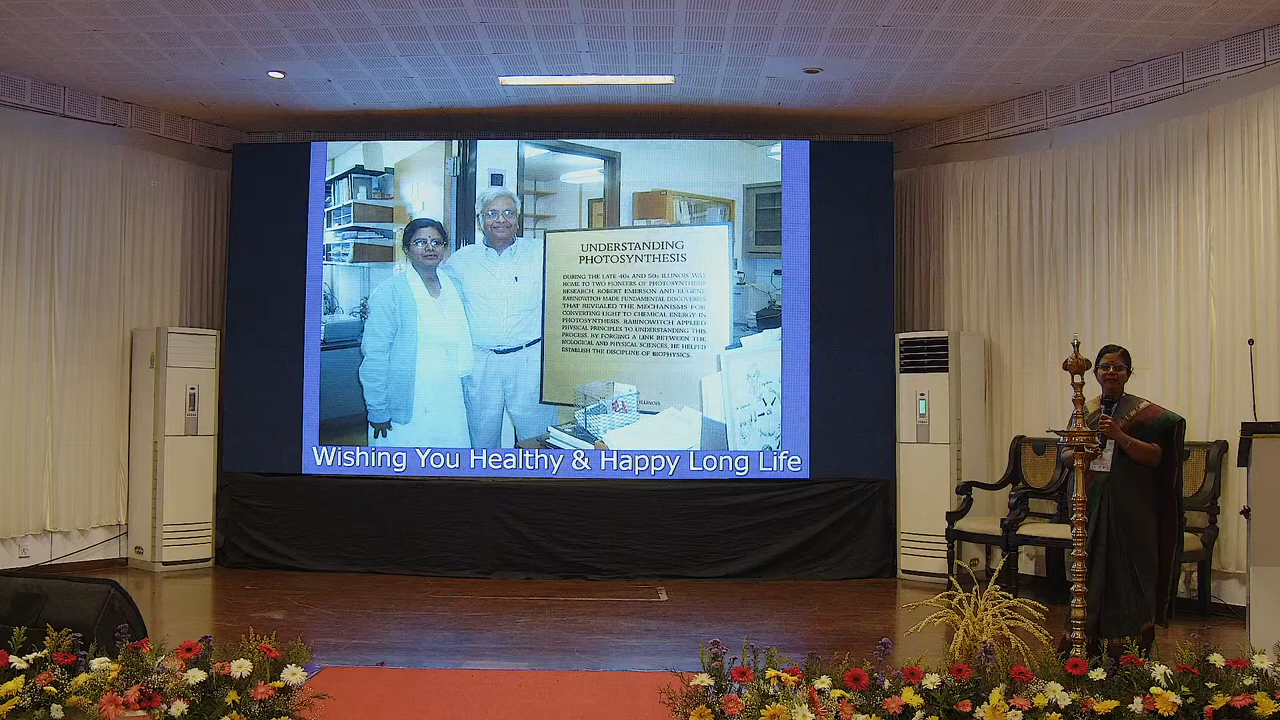 UNDERSTANDING
PHOTOSYNTHESIS
DURING THE LATE 40s AND 50s ILLINOIS WAS
HOME TO TWO PIONEERS OF PHOTOSYNTHESIS
RESEARCH. ROBERT EMERSON AND EUGENE
RABINOWITCH MADE FUNDAMENTAL DISCOVERIES
THAT REVEALED THE MECHANISMS FOR
CONVERTING LIGHT TO CHEMICAL ENERGY IN
PHOTOSYNTHESIS. RABINOWITCH APPLIED
PHYSICAL PRINCIPLES TO UNDERSTANDING THIS
PROCESS. BY FORGING A LINK BETWEEN THE
BIOLOGICAL AND PHYSICAL SCIENCES, HE HELPED
ESTABLISH THE DISCIPLINE OF BIOPHYSICS.
ILLINOIS
Wishing You Healthy & Happy Long Life